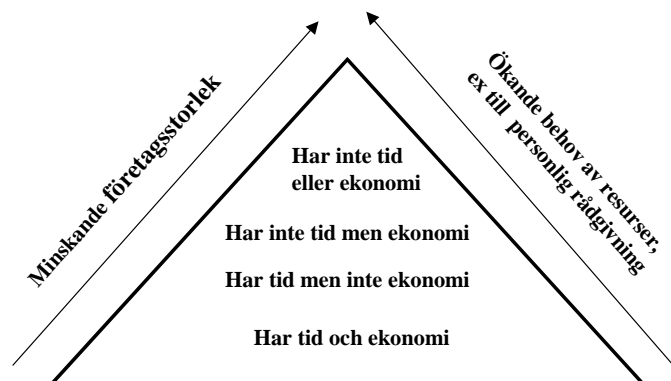 Minskande företagsstorlek
Ökande behov av resurser,
ex till personlig rådgivning
Har inte tid
eller ekonomi
Har inte tid men ekonomi
Har tid men inte ekonomi
Har tid och ekonomi